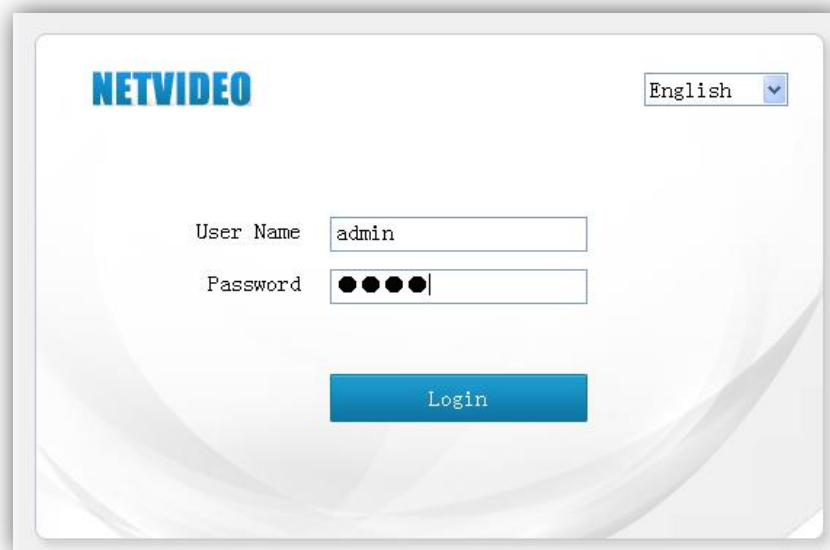 NETVIDEO
English
User Name
admin
Password
●●●●
Login